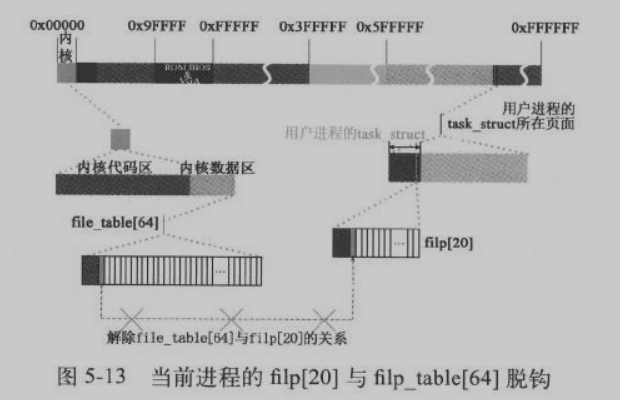 0x00000 0x9FFFF 0xFFFFF 0x3FFFFF 0x5FFFFF 0xFFFFFF
内
核
ROM BIOS
&
VGA
用户进程的
task_struct所在页面
用户进程的task_struct
内核代码区 内核数据区
file_table[64]
filp[20]
...
...
解除file_table[64]与filp[20]的关系
图 5-13 当前进程的 filp[20] 与 filp_table[64] 脱钩